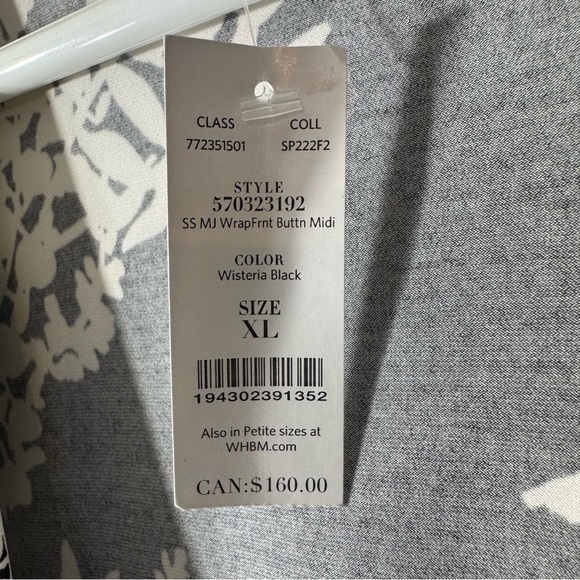 CLASS COLL
772351501 SP222F2
STYLE
570323192
SS MJ WrapFrnt Buttn Midi
COLOR
Wisteria Black
SIZE
XL
194302391352
Also in Petite sizes at
WHBM.com
CAN:$160.00